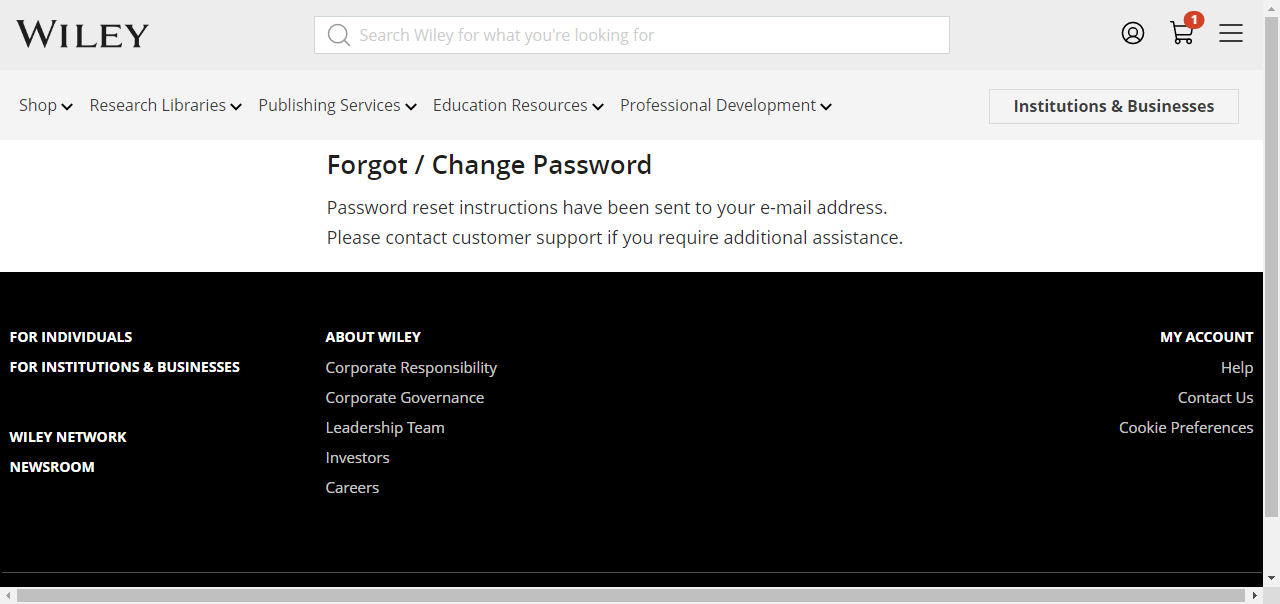 WILEY
Search Wiley for what you're looking for
1
Shop Research Libraries Publishing Services Education Resources Professional Development Institutions & Businesses
Forgot / Change Password
Password reset instructions have been sent to your e-mail address.
Please contact customer support if you require additional assistance.
FOR INDIVIDUALS
FOR INSTITUTIONS & BUSINESSES
WILEY NETWORK
NEWSROOM
ABOUT WILEY
Corporate Responsibility
Corporate Governance
Leadership Team
Investors
Careers
MY ACCOUNT
Help
Contact Us
Cookie Preferences